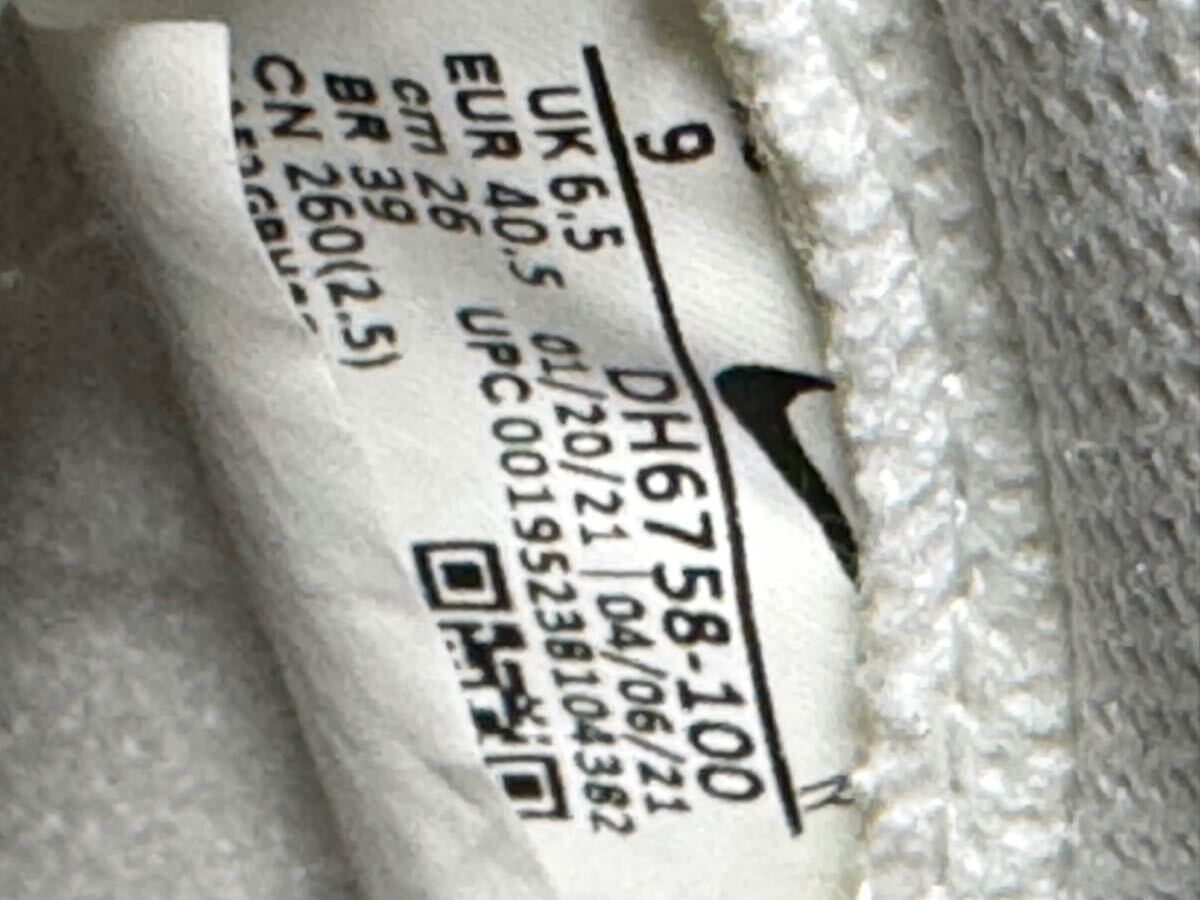 9
UK 6.5
DH6758-100
EUR 40.5
01/20/21
04/06/21
cm 26
UPC 00195238104382
BR 39
CN 260(2.5)